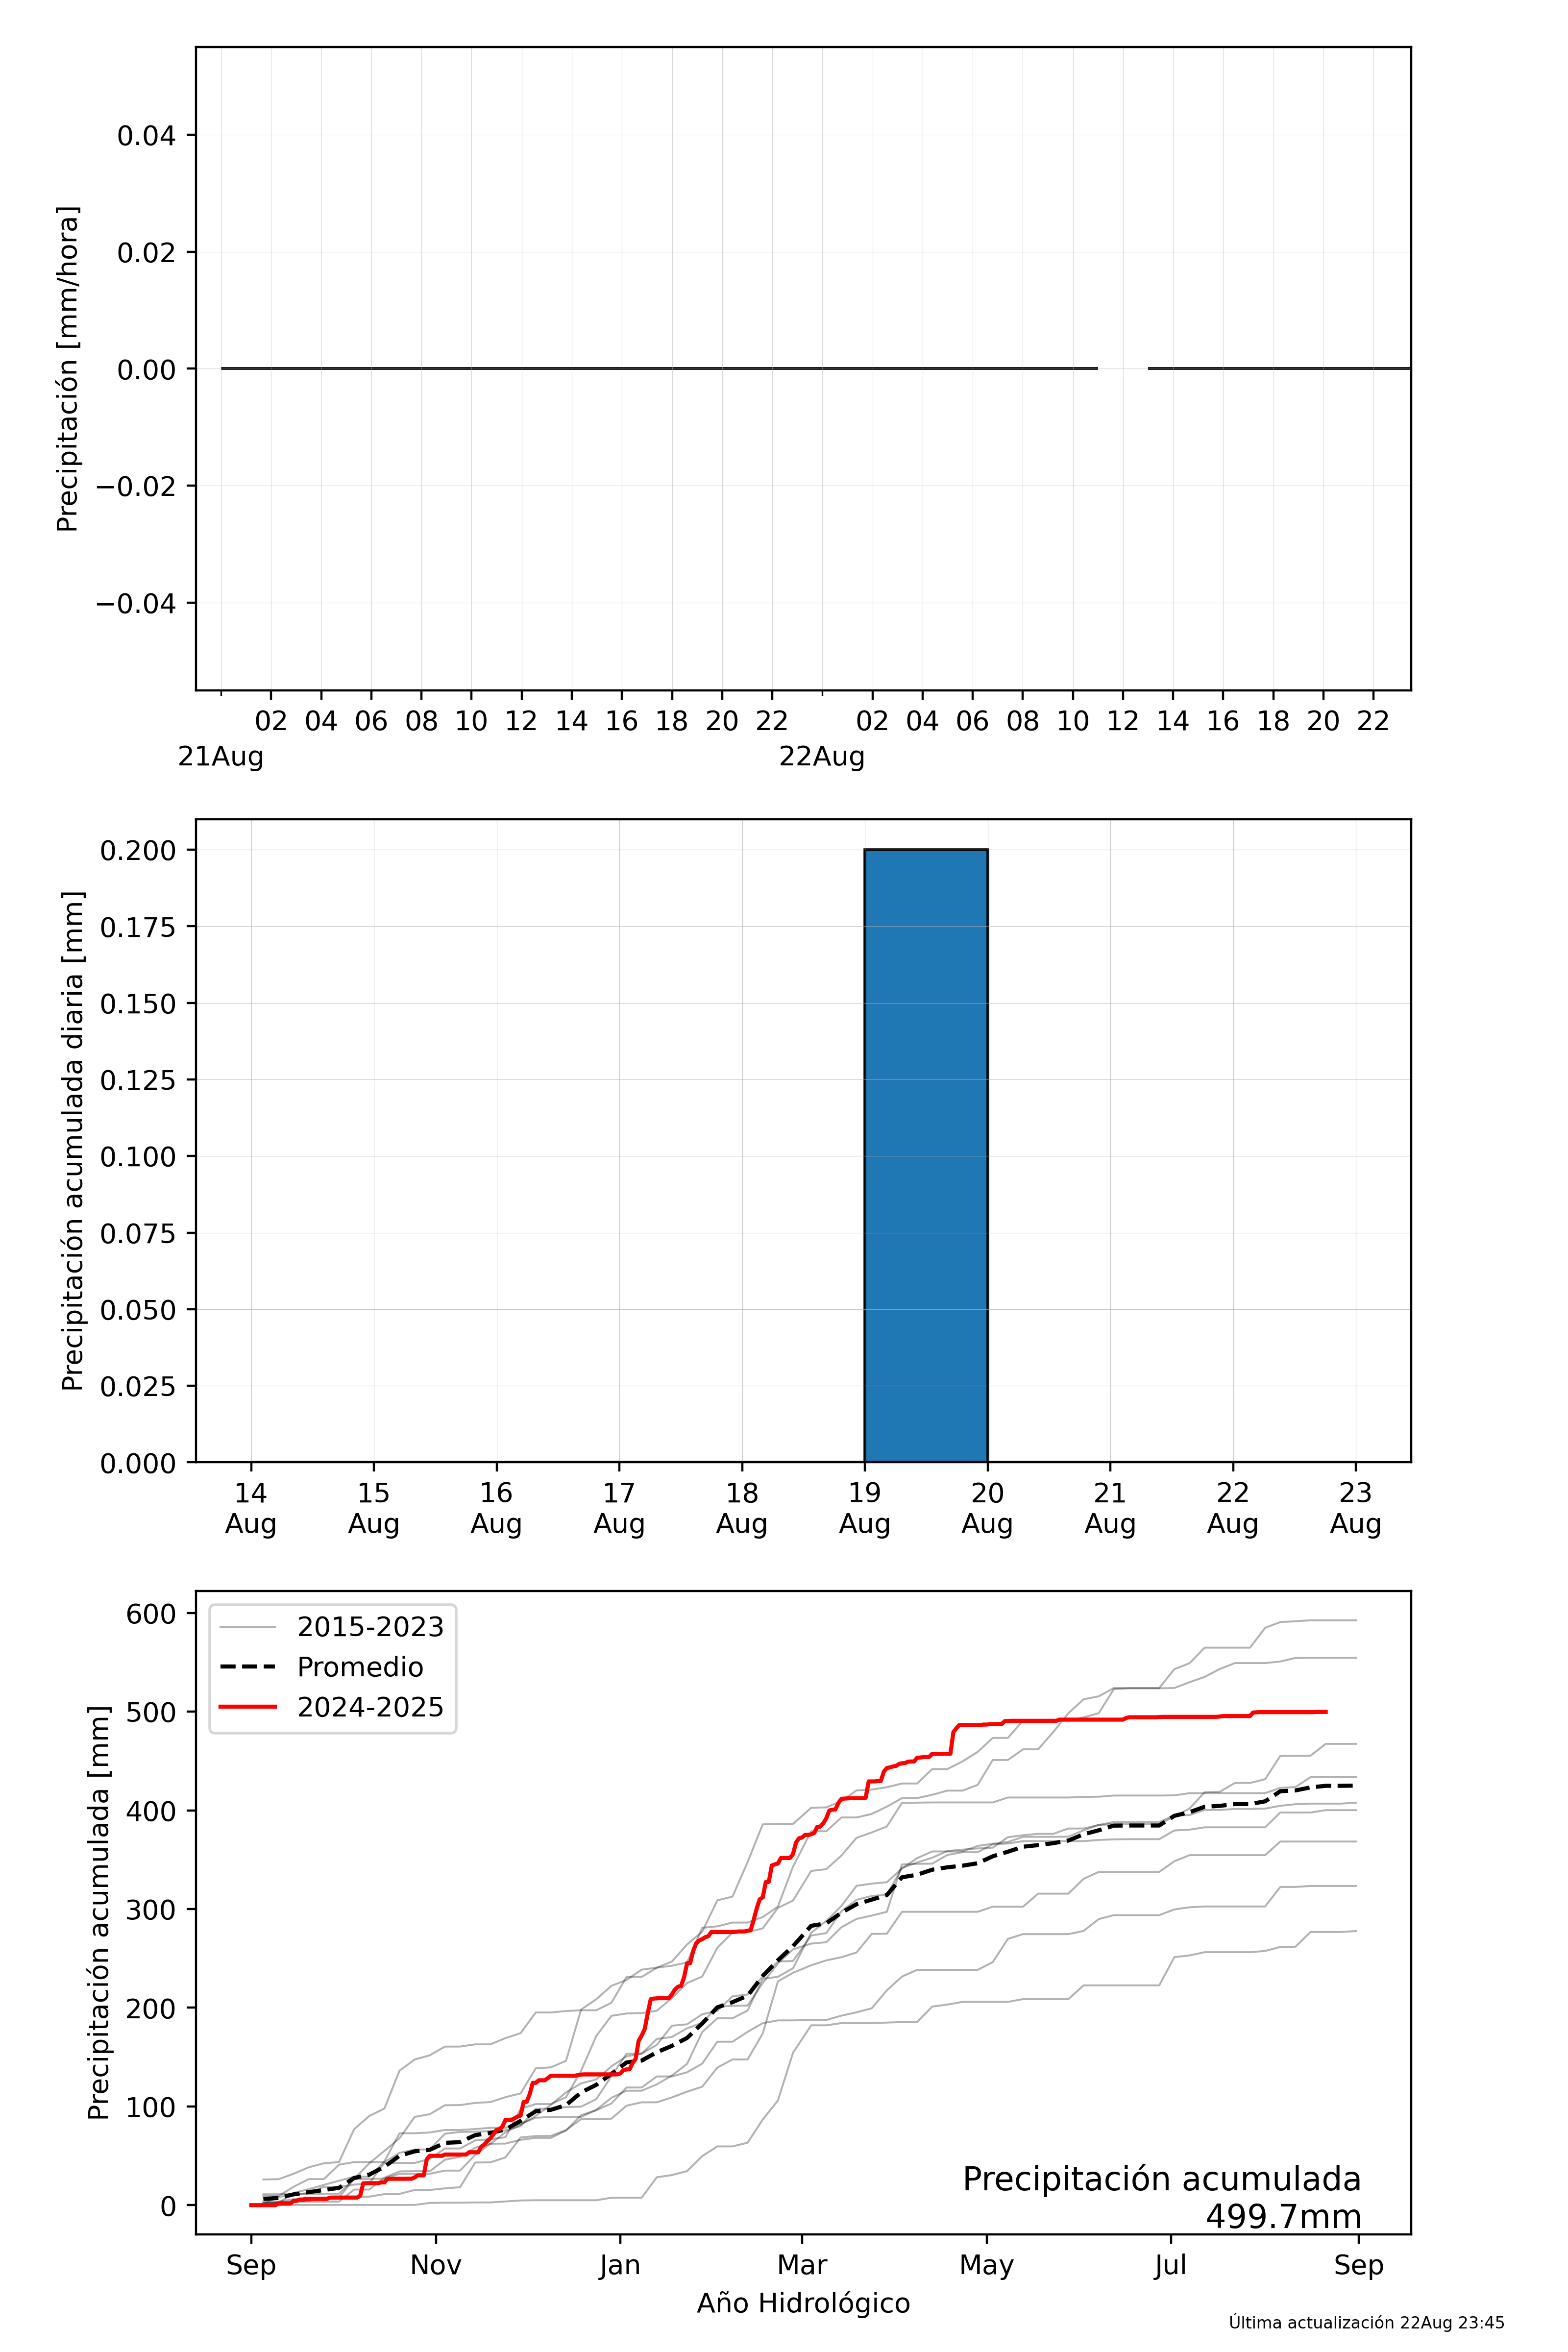 Precipitación [mm/hora]
0.04
0.02
0.00
−0.02
−0.04
02 04 06 08 10 12 14 16 18 20 22 02 04 06 08 10 12 14 16 18 20 22
21Aug 22Aug
Precipitación acumulada diaria [mm]
0.200
0.175
0.150
0.125
0.100
0.075
0.050
0.025
0.000
14 15 16 17 18 19 20 21 22 23
Aug Aug Aug Aug Aug Aug Aug Aug Aug Aug
Precipitación acumulada [mm]
600
500
400
300
200
100
0
2015-2023
Promedio
2024-2025
Precipitación acumulada
499.7mm
Sep Nov Jan Mar May Jul Sep
Año Hidrológico
Última actualización 22Aug 23:45